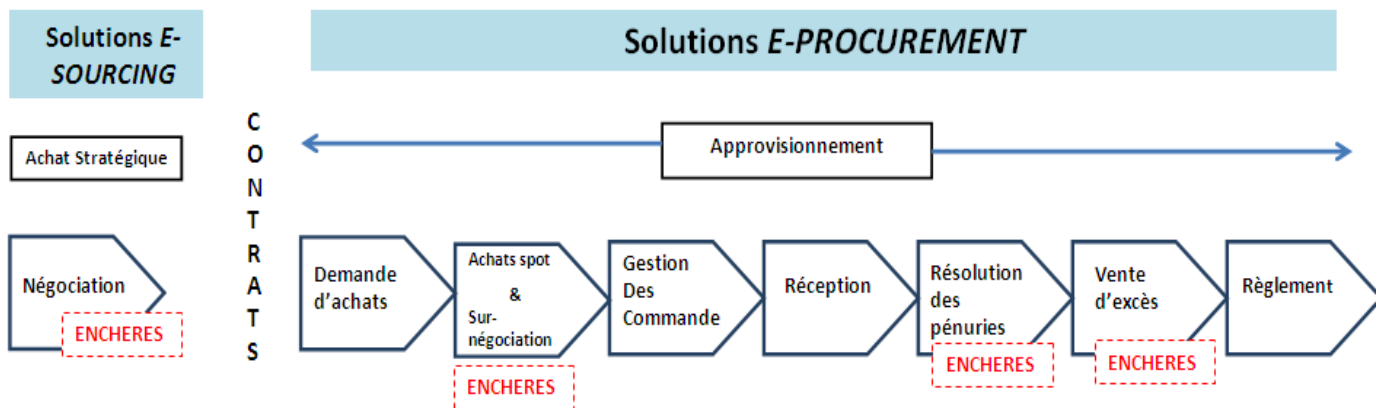 Solutions E-
SOURCING
Solutions E-PROCUREMENT
Achat Stratégique
C
O
N
T
R
A
T
S
Approvisionnement
Négociation
ENCHERES
Demande
d'achats
Achats spot
&
Sur-
négociation
ENCHERES
Gestion
Des
Commande
Réception
Résolution
des
pénuries
ENCHERES
Vente
d'excès
ENCHERES
Règlement